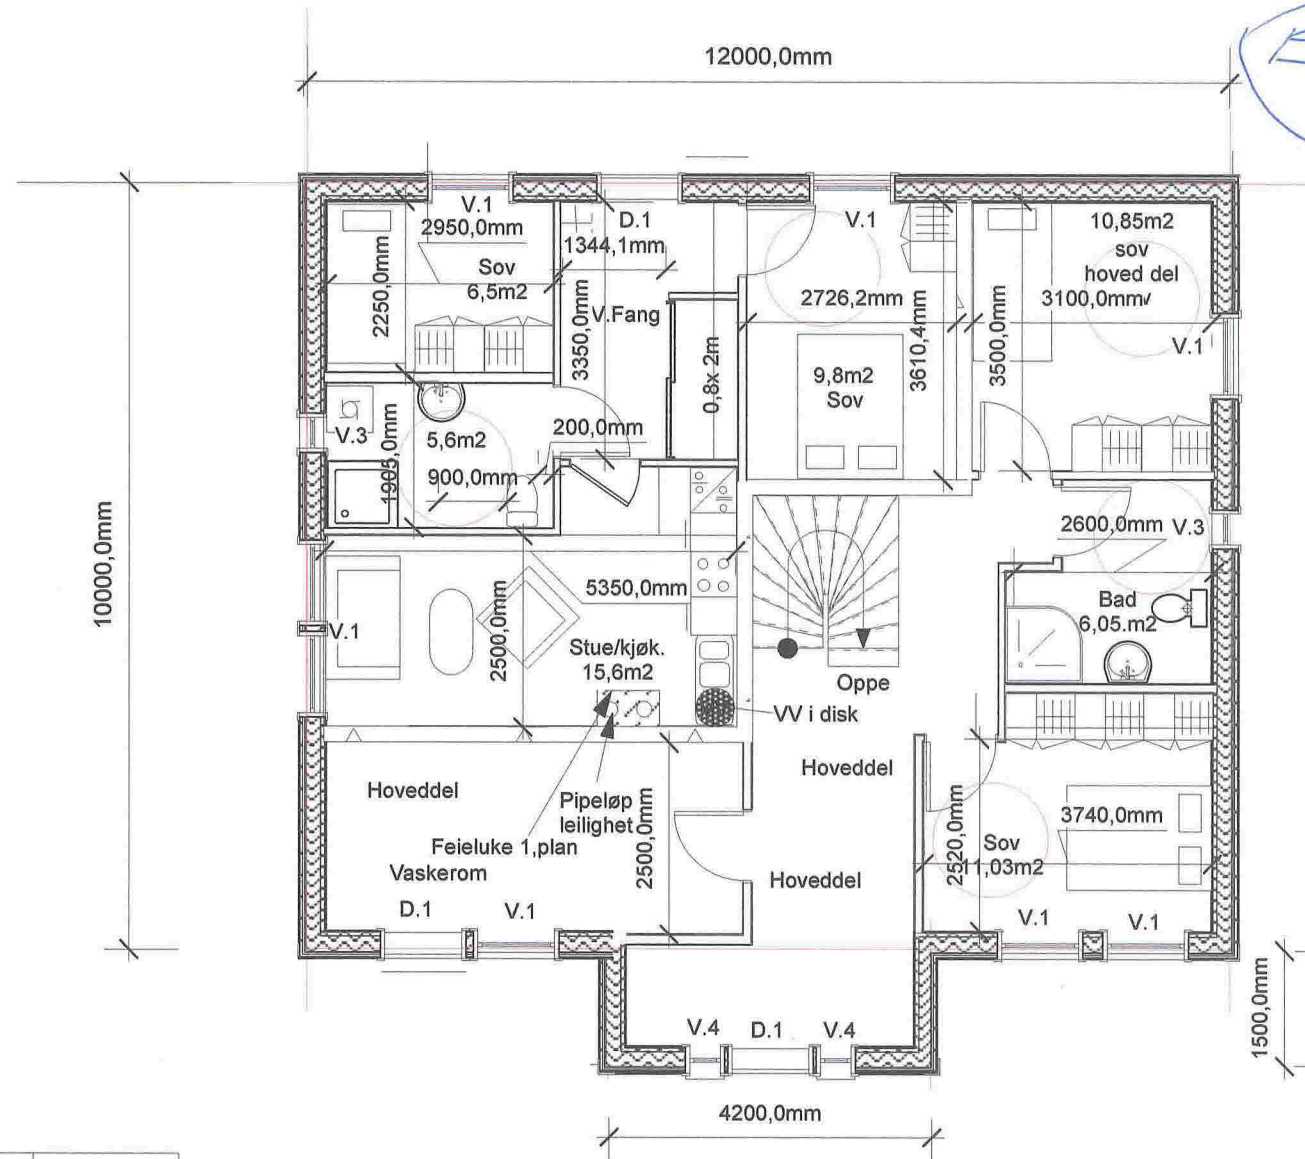 12000,0mm
V.1
2950,0mm
Sov
6,5m2
2250,0mm
D.1
1344,1mm
V.Fang
3350,0mm
0,8x 2m
V.1
2726,2mm
3610,4mm
9,8m2
Sov
10,85m2
sov
hoved del
3100,0mm
3500,0mm
V.1
V.3
5,6m2
1905,0mm
900,0mm
200,0mm
2600,0mm
V.3
10000,0mm
5350,0mm
V.1
2500,0mm
Stue/kjøk.
15,6m2
Bad
6,05.m2
Oppe
VV i disk
Hoveddel
Hoveddel
Pipeløp
leilighet
Feieluke 1,plan
Vaskerom
2500,0mm
Hoveddel
3740,0mm
Sov
11,03m2
2520,0mm
D.1
V.1
V.1
V.1
V.4
D.1
V.4
1500,0mm
4200,0mm